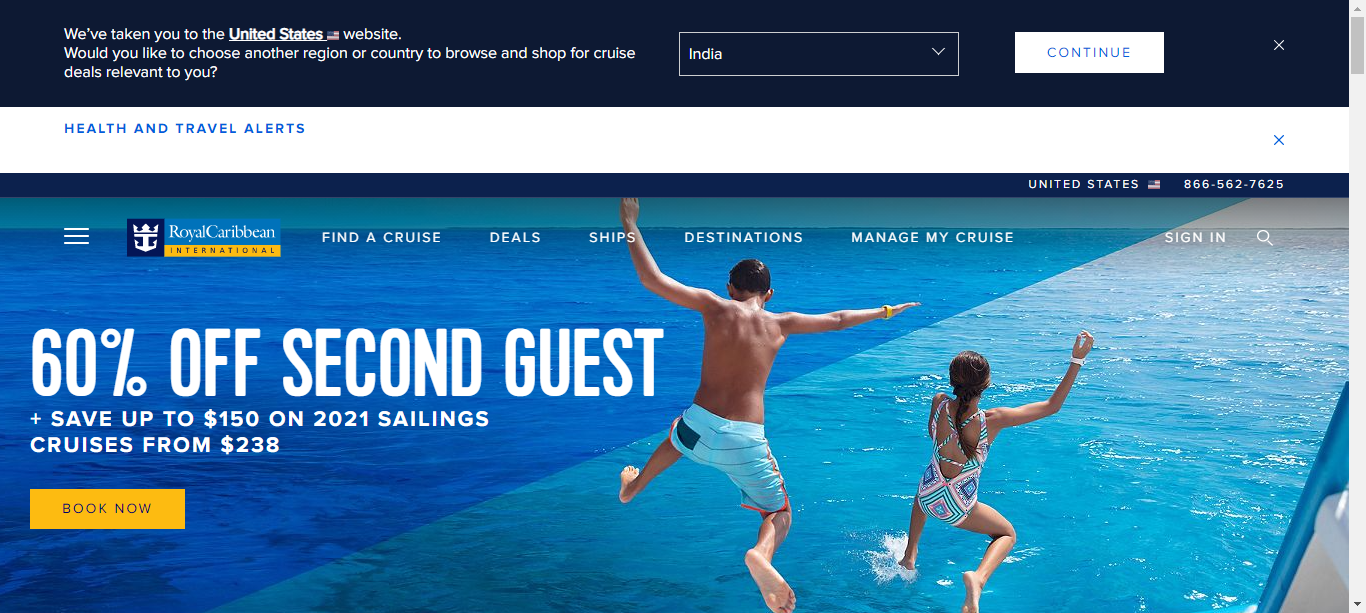 We've taken you to the United States website.
Would you like to choose another region or country to browse and shop for cruise
deals relevant to you?
India
CONTINUE
HEALTH AND TRAVEL ALERTS
UNITED STATES
866-562-7625
RoyalCaribbean
INTERNATIONAL
FIND A CRUISE
DEALS
SHIPS
DESTINATIONS
MANAGE MY CRUISE
SIGN IN
60% OFF SECOND GUEST
+ SAVE UP TO $150 ON 2021 SAILINGS
CRUISES FROM $238
BOOK NOW